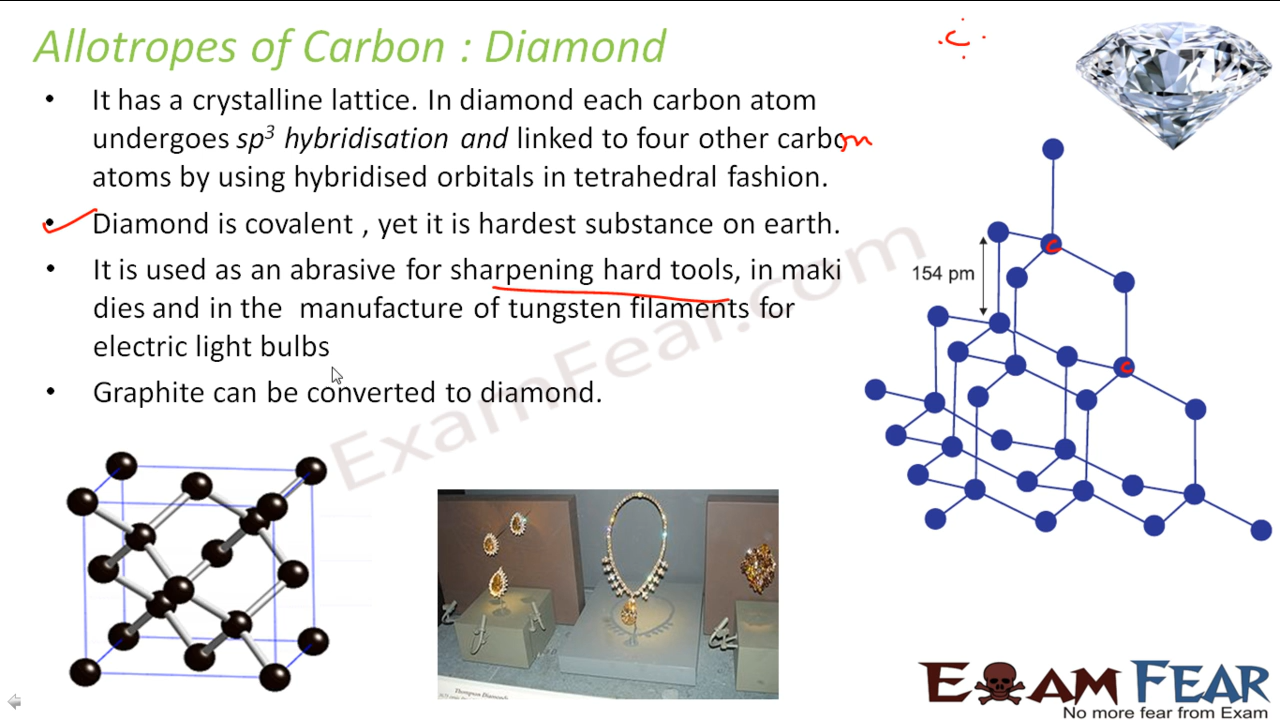 Allotropes of Carbon : Diamond
.C.
• It has a crystalline lattice. In diamond each carbon atom
undergoes sp³ hybridisation and linked to four other carbon
atoms by using hybridised orbitals in tetrahedral fashion.
• Diamond is covalent , yet it is hardest substance on earth.
• It is used as an abrasive for sharpening hard tools, in maki
dies and in the manufacture of tungsten filaments for
electric light bulbs
• Graphite can be converted to diamond.
154 pm
C
C
ExamFear.com
Thompson Diamonds
EXAM FEAR
No more fear from Exam